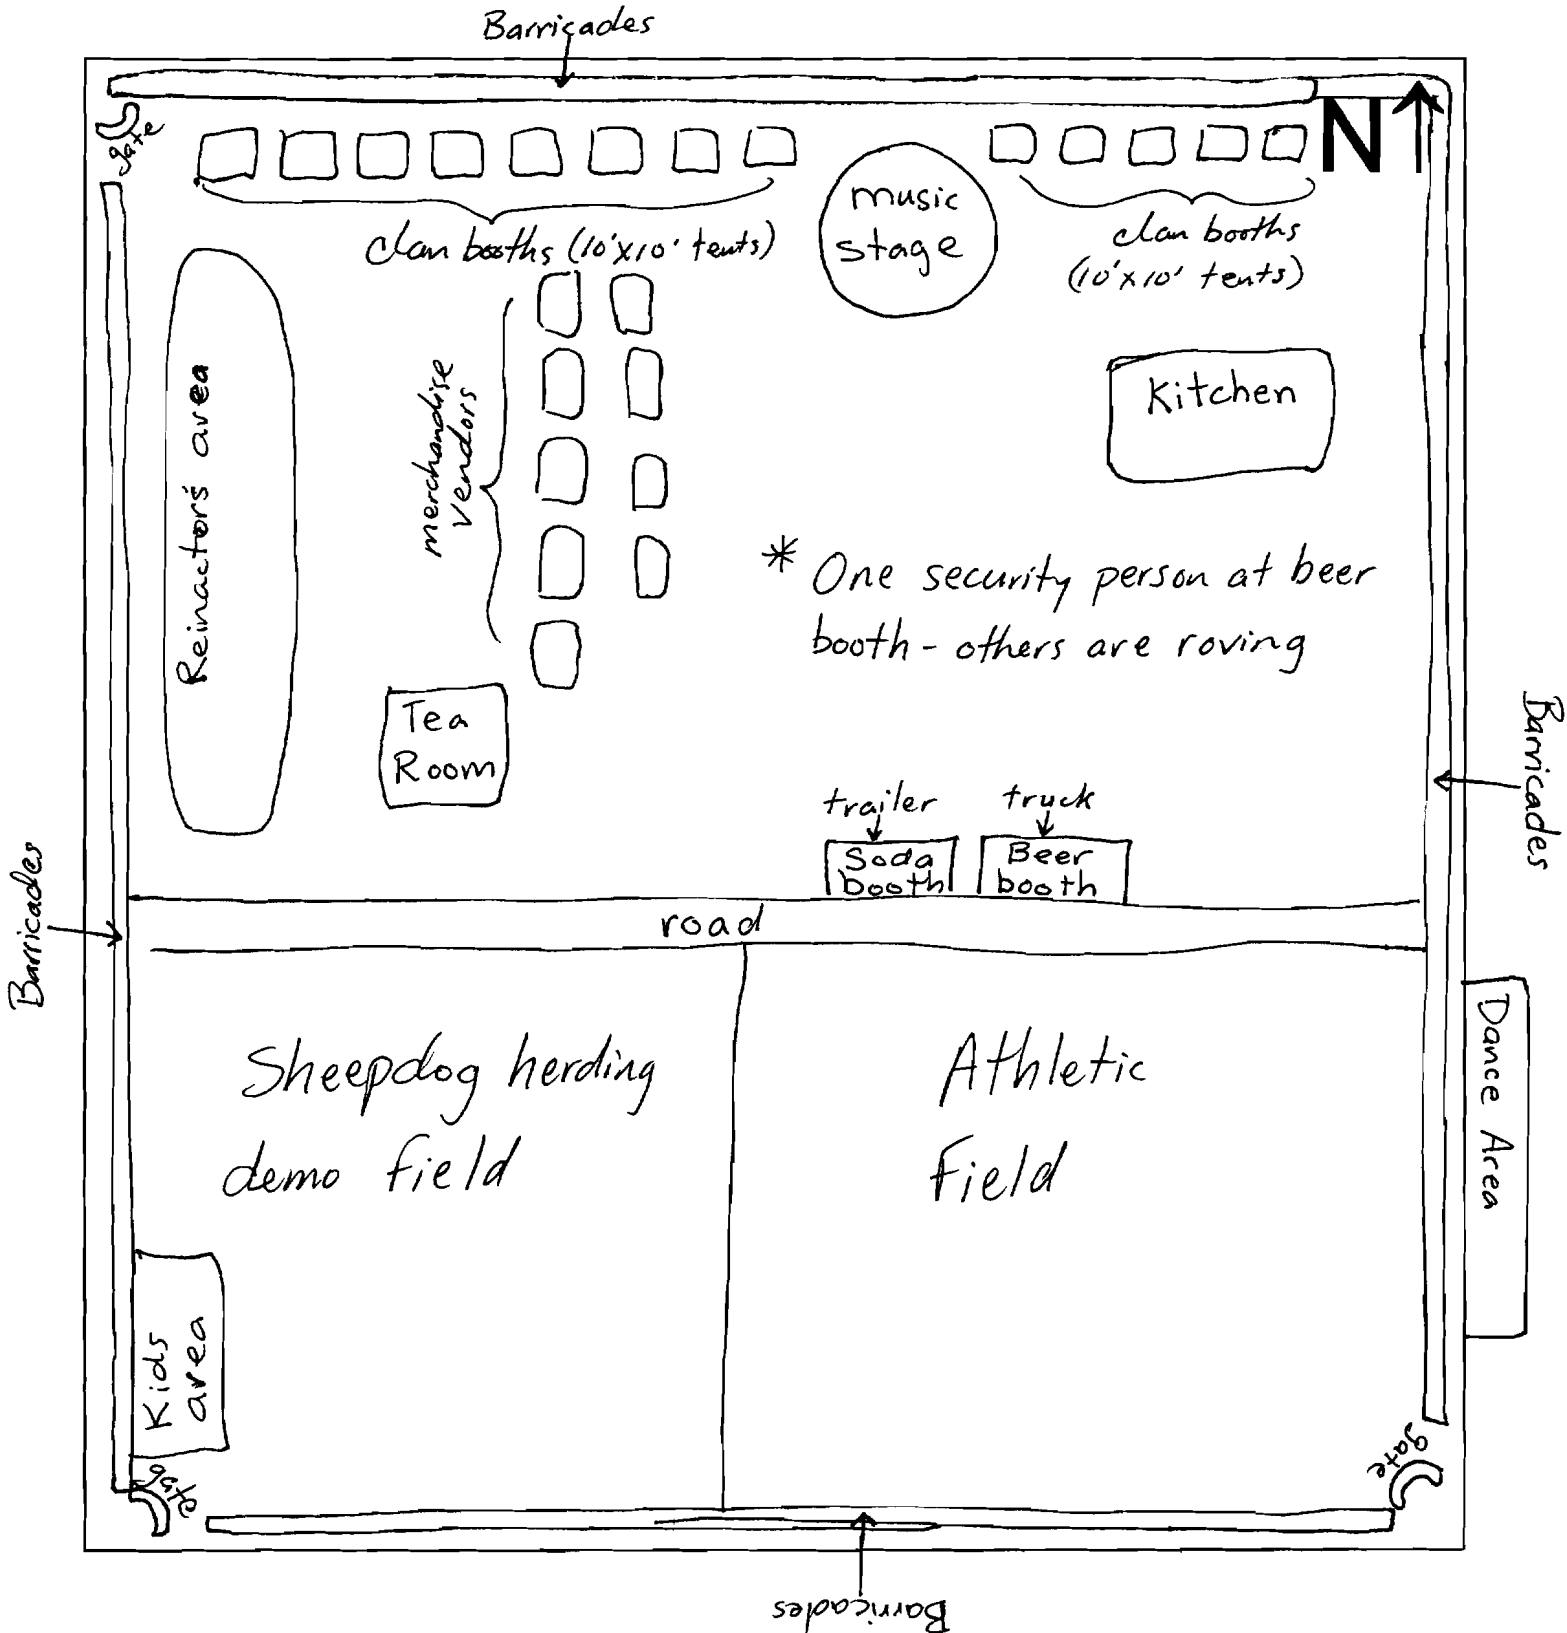 Barricades
gate
N
clan booths (10'x10' tents)
music
stage
clan booths
(10'x10' tents)
Reinactors area
merchandise
vendors
Kitchen
* One security person at beer
booth - others are roving
Tea
Room
trailer
truck
Soda
booth
Beer
booth
Barricades
Barricades
road
Sheepdog herding
demo field
Athletic
Field
Dance Area
Kids
area
gate
gate
Barricades